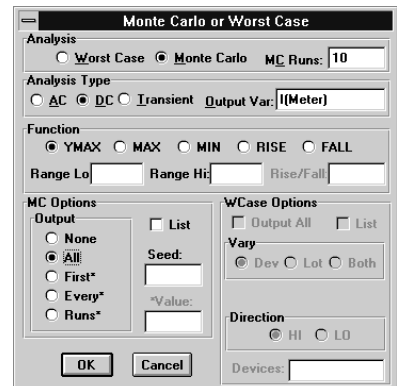 Monte Carlo or Worst Case
Analysis
Worst Case Monte Carlo MC Runs: 10
Analysis Type
AC DC Transient Output Var: I(Meter)
Function
YMAX MAX MIN RISE FALL
Range Lo Range Hi: Rise/Fall:
MC Options
Output
None
All
First*
Every*
Runs*
List
Seed:
*Value:
OK Cancel
WCase Options
Output All List
Vary
Dev Lot Both
Direction
HI LO
Devices: